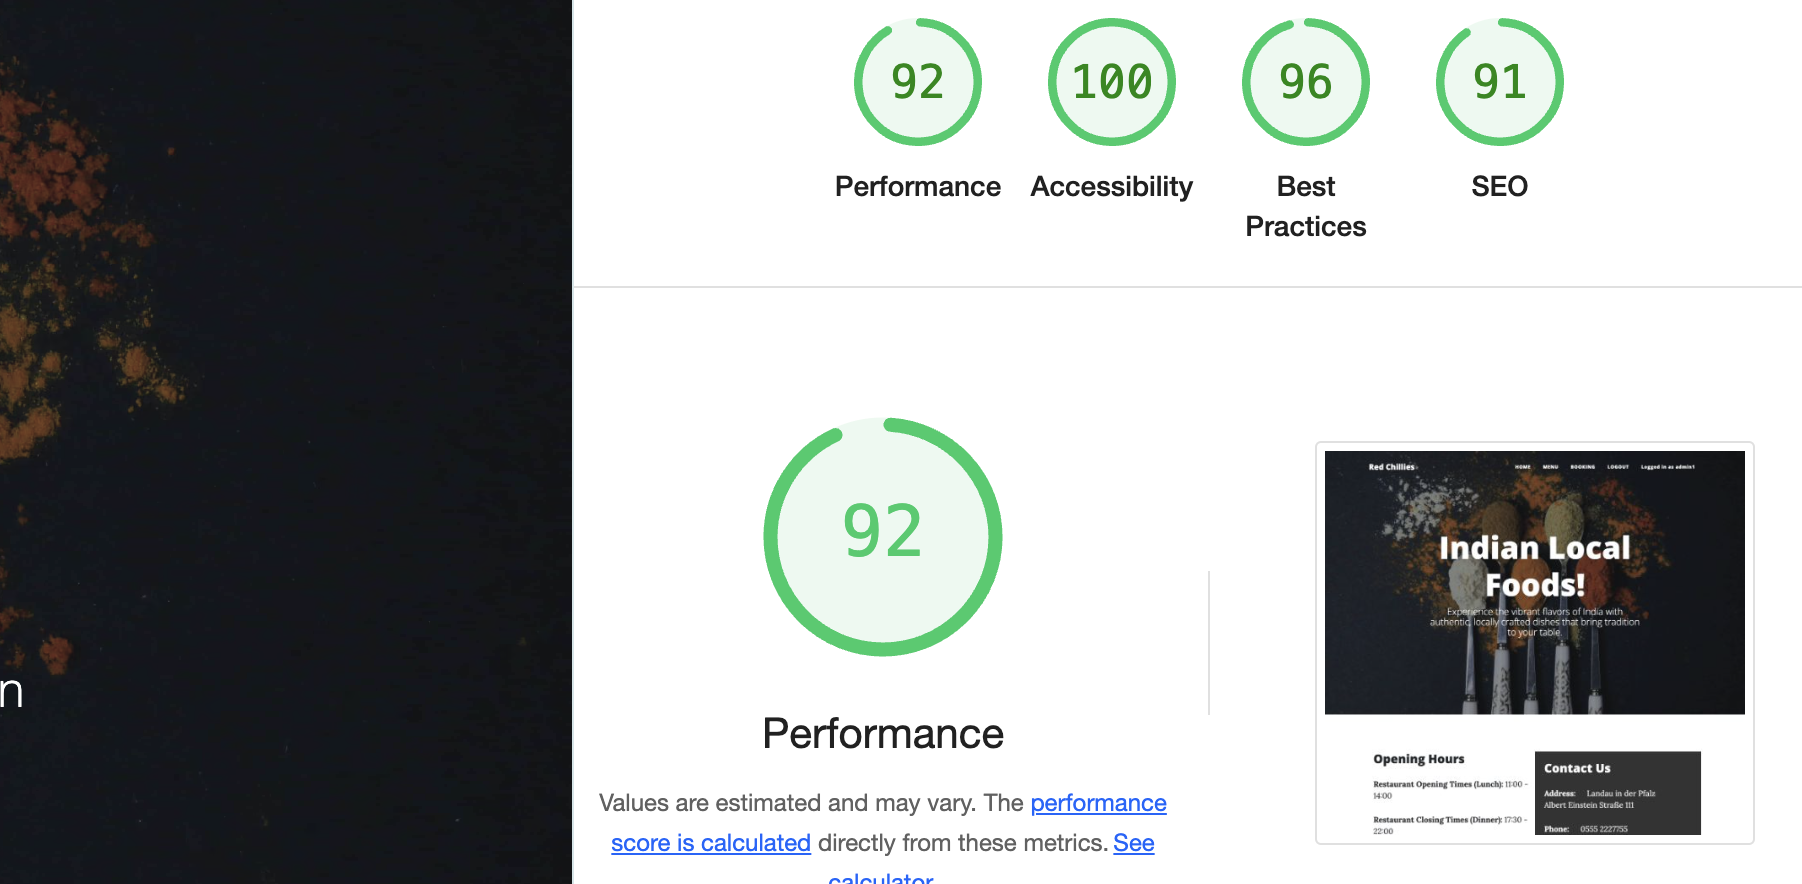 92
100
96
91
Performance
Accessibility
Best
Practices
SEO
n
92
Performance
Values are estimated and may vary. The performance
score is calculated directly from these metrics. See
calculator
Red Chillies
HOME MENU BOOKING LOGOUT Logged in as admin1
Indian Local
Foods!
Experience the vibrant flavors of India with
authentic, locally crafted dishes that bring tradition
to your table.
Opening Hours
Restaurant Opening Times (Lunch): 11:00 -
14:00
Restaurant Closing Times (Dinner): 17:30 -
22:00
Contact Us
Address: Landau in der Pfalz
Albert Einstein Straße 111
Phone: 0555 2227755